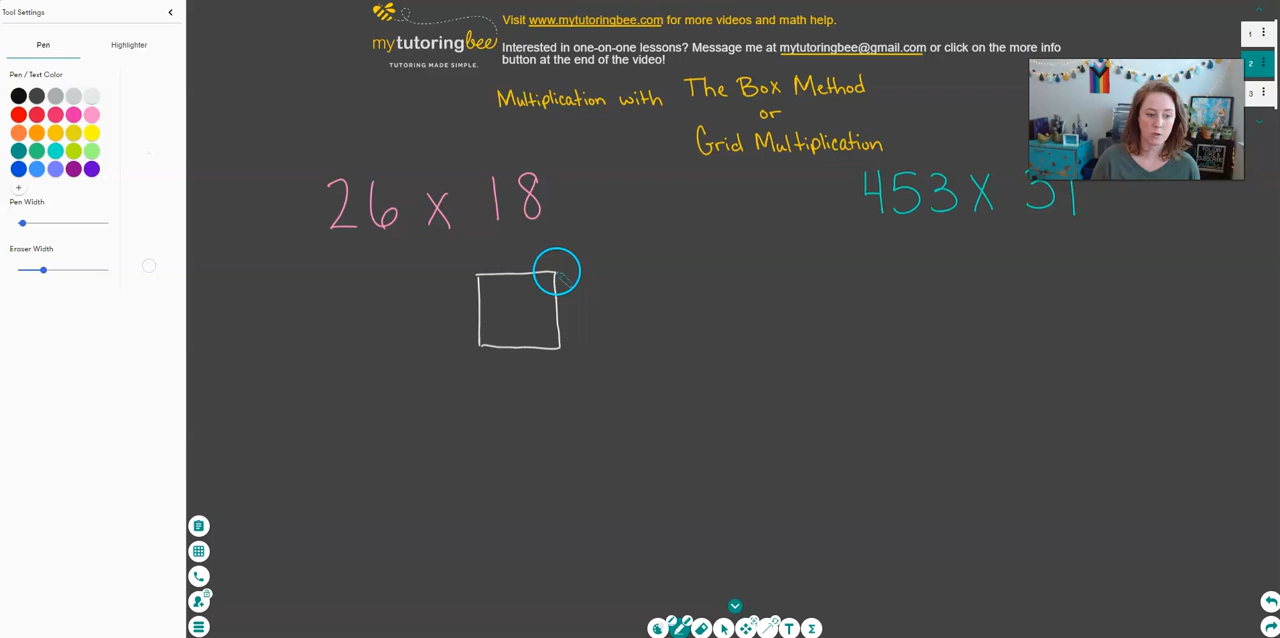 Tool Settings
Pen Highlighter
Pen / Text Color
Pen Width
Eraser Width
mytutoringbee
TUTORING MADE SIMPLE.
Visit www.mytutoringbee.com for more videos and math help.
Interested in one-on-one lessons? Message me at mytutoringbee@gmail.com or click on the more info
button at the end of the video!
Multiplication with The Box Method
or
Grid Multiplication
26 x 18
453 x
1
2
3